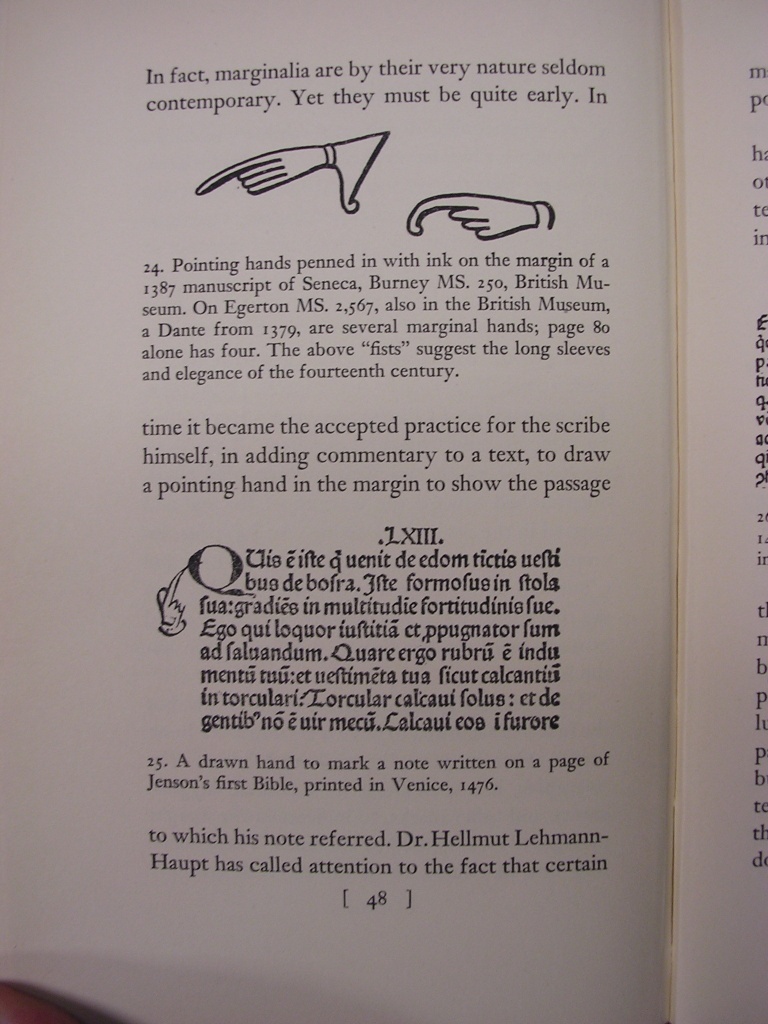 In fact, marginalia are by their very nature seldom
contemporary. Yet they must be quite early. In
24. Pointing hands penned in with ink on the margin of a
1387 manuscript of Seneca, Burney MS. 250, British Mu-
seum. On Egerton MS. 2,567, also in the British Museum,
a Dante from 1379, are several marginal hands; page 80
alone has four. The above “fists” suggest the long sleeves
and elegance of the fourteenth century.
time it became the accepted practice for the scribe
himself, in adding commentary to a text, to draw
a pointing hand in the margin to show the passage
.LXIII.
QUis ē iste q̄ uenit de edom tictis uesti
bus de bosra. Iste formosus in stola
sua: gradiēs in multitudīe fortitudinis sue.
Ego qui loquor iustitiā et ꝓpugnator sum
ad saluandum. Quare ergo rubrū ē indu
mentū tuū: et uestimēta tua sicut calcantiū
in torculari? Torcular calcaui solus: et de
gentibꝰ nō ē uir mecū. Calcaui eos ī furore
25. A drawn hand to mark a note written on a page of
Jenson's first Bible, printed in Venice, 1476.
to which his note referred. Dr. Hellmut Lehmann-
Haupt has called attention to the fact that certain
[ 48 ]